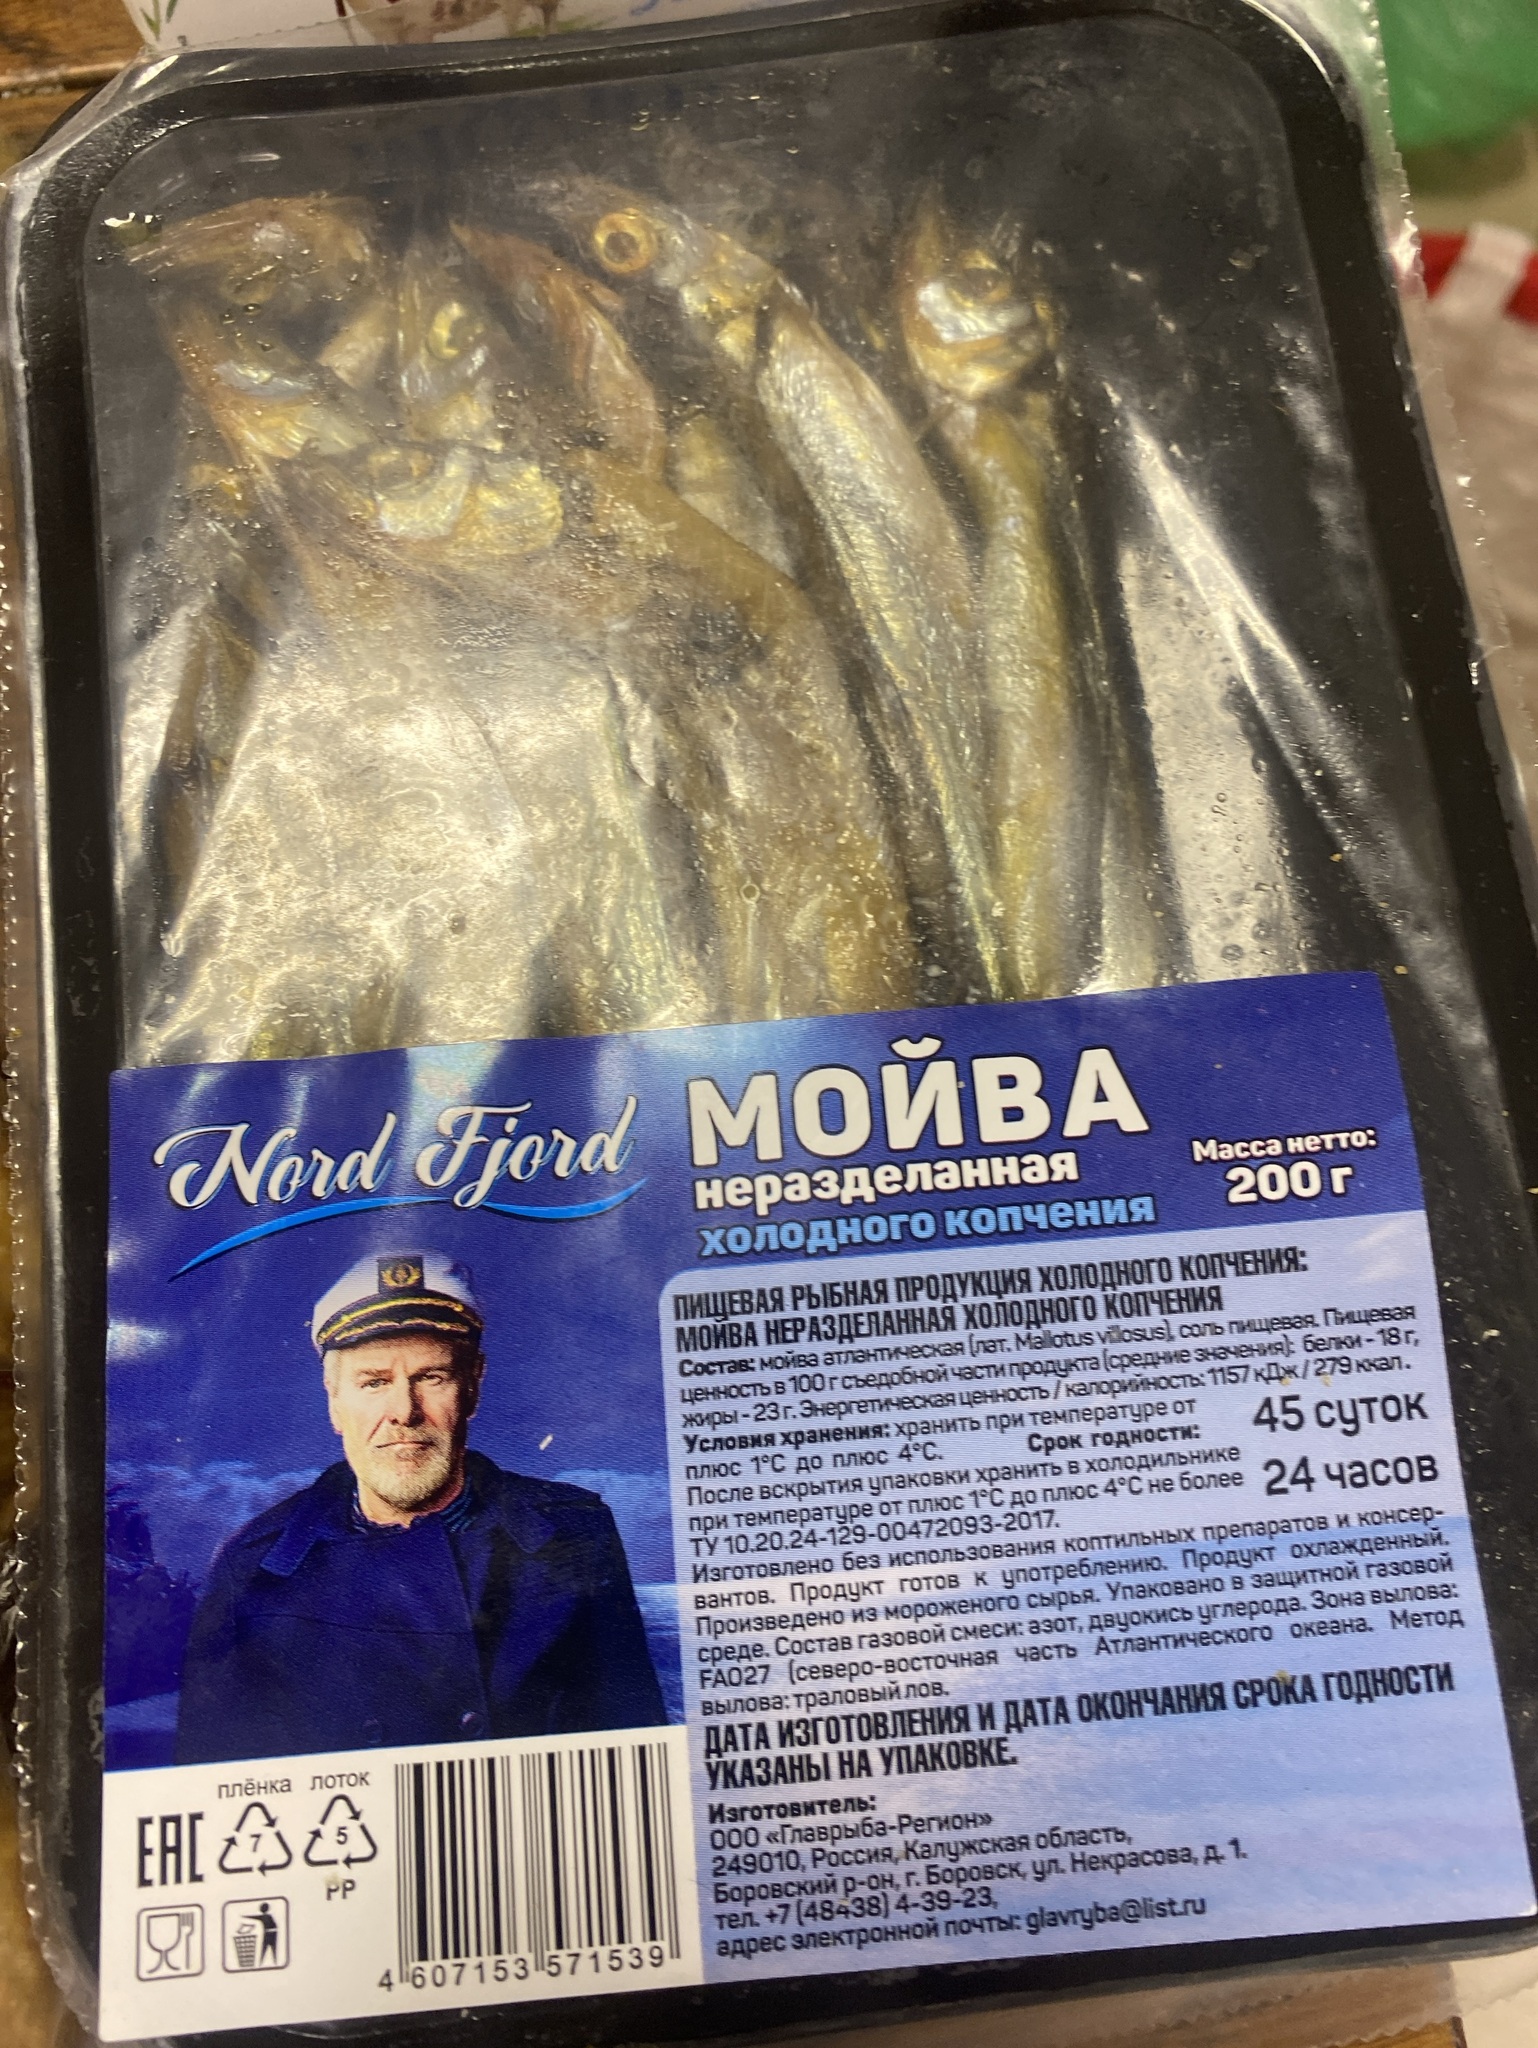 Nord Fjord
МОЙВА
неразделанная
холодного копчения
Масса нетто:
200 г
ПИЩЕВАЯ РЫБНАЯ ПРОДУКЦИЯ ХОЛОДНОГО КОПЧЕНИЯ:
МОЙВА НЕРАЗДЕЛАННАЯ ХОЛОДНОГО КОПЧЕНИЯ
Состав: мойва атлантическая (лат. Mallotus villosus), соль пищевая. Пищевая
ценность в 100 г съедобной части продукта (средние значения): белки - 18 г,
жиры - 23 г. Энергетическая ценность / калорийность: 1157 кДж / 279 ккал.
Условия хранения: хранить при температуре от
плюс 1°C до плюс 4°C. Срок годности: 45 суток
После вскрытия упаковки хранить в холодильнике
при температуре от плюс 1°C до плюс 4°C не более 24 часов
ТУ 10.20.24-129-00472093-2017.
Изготовлено без использования коптильных препаратов и консер-
вантов. Продукт готов к употреблению. Продукт охлажденный.
Произведено из мороженого сырья. Упаковано в защитной газовой
среде. Состав газовой смеси: азот, двуокись углерода. Зона вылова:
FAO27 (северо-восточная часть Атлантического океана. Метод
вылова: траловый лов.
ДАТА ИЗГОТОВЛЕНИЯ И ДАТА ОКОНЧАНИЯ СРОКА ГОДНОСТИ
УКАЗАНЫ НА УПАКОВКЕ.
Изготовитель:
ООО «Главрыба-Регион»
249010, Россия, Калужская область,
Боровский р-он, г. Боровск, ул. Некрасова, д. 1.
тел. +7 (48438) 4-39-23,
адрес электронной почты: glavryba@list.ru
плёнка лоток
EAC 7 5
PP
4 607153 571539